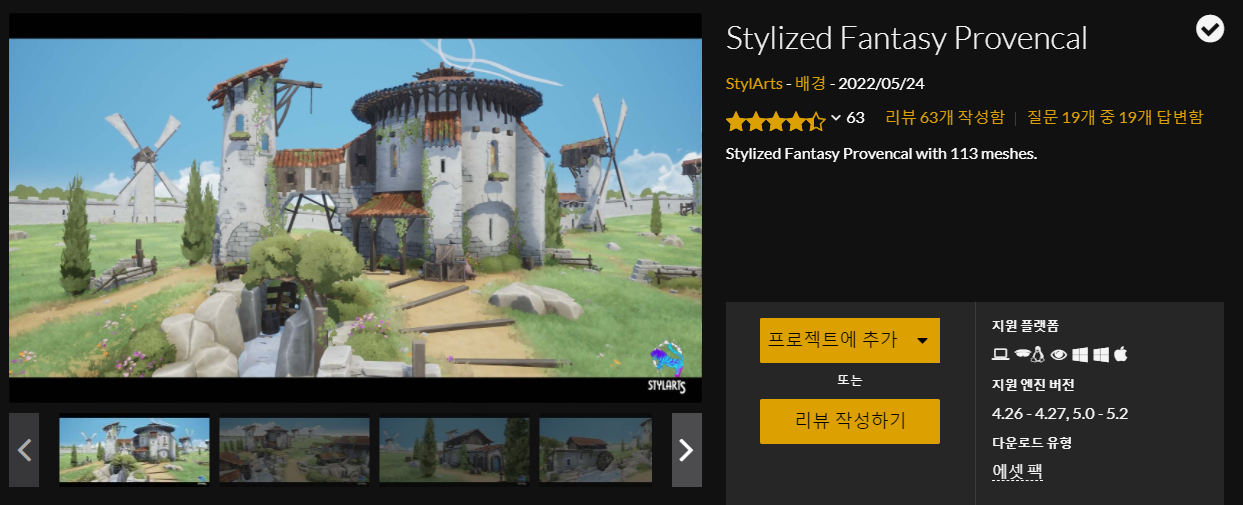 Stylized Fantasy Provencal
StylArts - 배경 - 2022/05/24
63 리뷰 63개 작성함 | 질문 19개 중 19개 답변함
Stylized Fantasy Provencal with 113 meshes.
STYLARTS
프로젝트에 추가
또는
리뷰 작성하기
지원 플랫폼
지원 엔진 버전
4.26 - 4.27, 5.0 - 5.2
다운로드 유형
에셋 팩